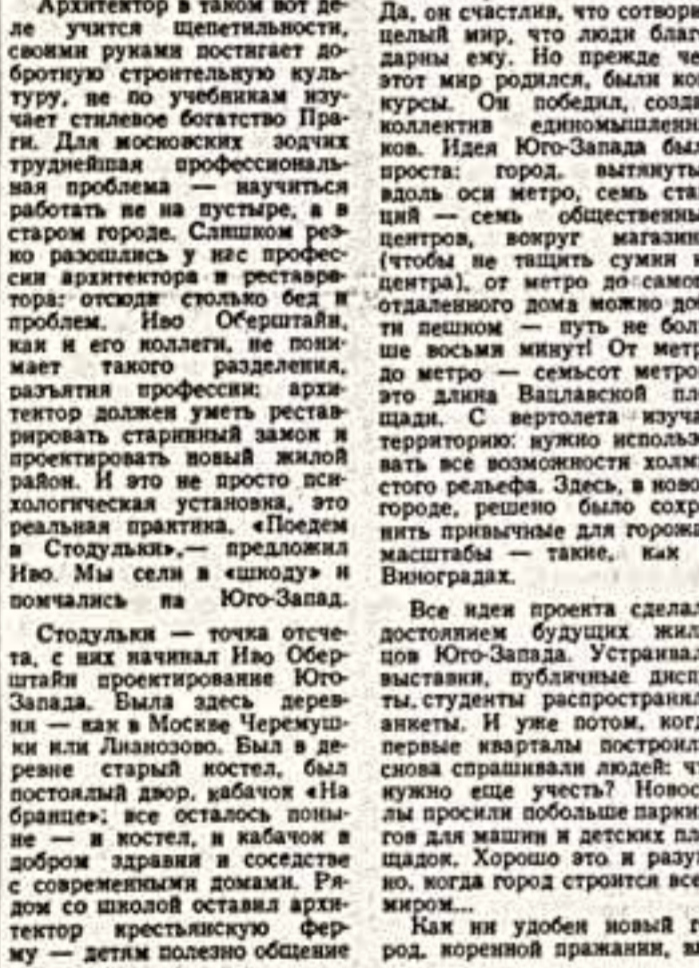 Архитектор в таком вот де-
ле учится щепетильности,
своими руками постигает до-
бротную строительную куль-
туру, не по учебникам изу-
чает стилевое богатство Пра-
ги. Для московских зодчих
труднейшая профессиональ-
ная проблема — научиться
работать не на пустыре, а в
старом городе. Слишком рез-
ко разошлись у нас профес-
сии архитектора и реставра-
тора: отсюда столько бед и
проблем. Иво Оберштайн,
как и его коллеги, не пони-
мает такого разделения,
разъятия профессии; архи-
тектор должен уметь рестав-
рировать старинный замок и
проектировать новый жилой
район. И это не просто пси-
хологическая установка, это
реальная практика. «Поедем
в Стодульки»,— предложил
Иво. Мы сели в «шкоду» и
помчались на Юго-Запад.
Стодульки — точка отсче-
та, с них начинал Иво Обер-
штайн проектирование Юго-
Запада. Была здесь дерев-
ня — как в Москве Черемуш-
ки или Лианозово. Был в де-
ревне старый костел, был
постоялый двор, кабачок «На
бранце»; все осталось поны-
не — и костел, и кабачок в
добром здравии и соседстве
с современными домами. Ря-
дом со школой оставил архи-
тектор крестьянскую фер-
му — детям полезно общение
Да, он счастлив, что сотвори
целый мир, что люди благ
дарны ему. Но прежде че
этот мир родился, были кон
курсы. Он победил, созда
коллектив единомышленн
ков. Идея Юго-Запада был
проста: город, вытянуты
вдоль оси метро, семь ста
ций — семь общественны
центров, вокруг магазин
(чтобы не тащить сумки и
центра), от метро до самог
отдаленного дома можно дой
ти пешком — путь не бол
ше восьми минут! От метр
до метро — семьсот метро
это длина Вацлавской пл
щади. С вертолета изуча
территорию: нужно использ
вать все возможности холм
стого рельефа. Здесь, в ново
городе, решено было сохр
нить привычные для горожа
масштабы — такие, как
Виноградах.
Все идеи проекта сделал
достоянием будущих жил
цов Юго-Запада. Устраивал
выставки, публичные дисп
ты, студенты распространя
анкеты. И уже потом, когд
первые кварталы построил
снова спрашивали людей: чт
нужно еще учесть? Новос
лы просили побольше паркин
гов для машин и детских пл
щадок. Хорошо это и разум
но, когда город строится все
миром...
Как ни удобен новый г
род, коренной пражанин, ж